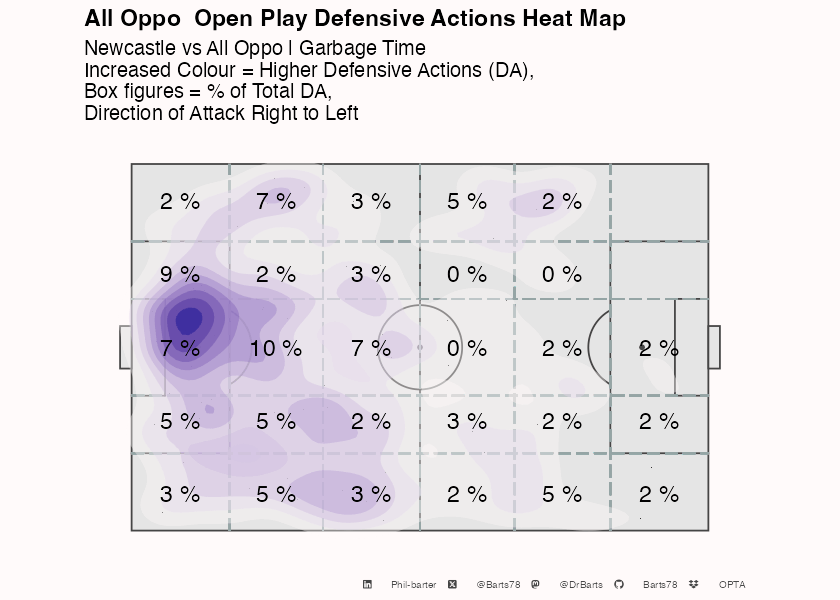 All Oppo  Open Play Defensive Actions Heat Map
Newcastle vs All Oppo | Garbage Time
Increased Colour = Higher Defensive Actions (DA),
Box figures = % of Total DA,
Direction of Attack Right to Left
2 % 7 % 3 % 5 % 2 %
9 % 2 % 3 % 0 % 0 %
7 % 10 % 7 % 0 % 2 % 2 %
5 % 5 % 2 % 3 % 2 % 2 %
3 % 5 % 3 % 2 % 5 % 2 %
Phil-barter @Barts78 @DrBarts Barts78 OPTA